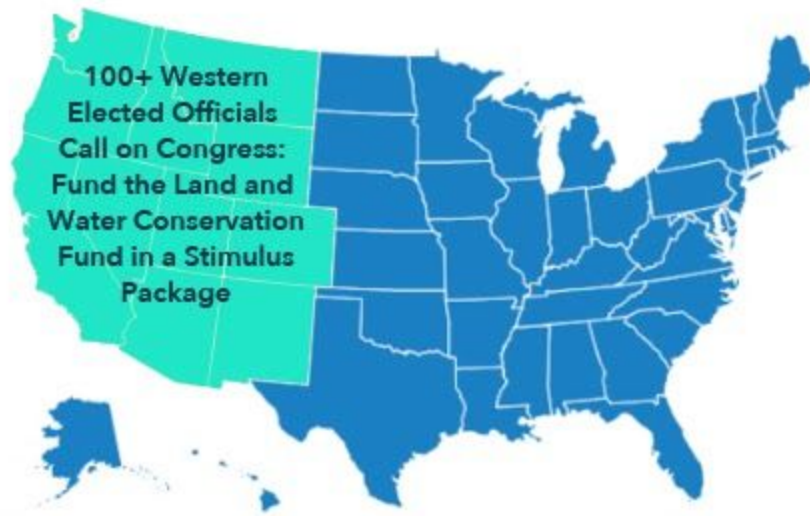 100+ Western
Elected Officials
Call on Congress:
Fund the Land and
Water Conservation
Fund in a Stimulus
Package